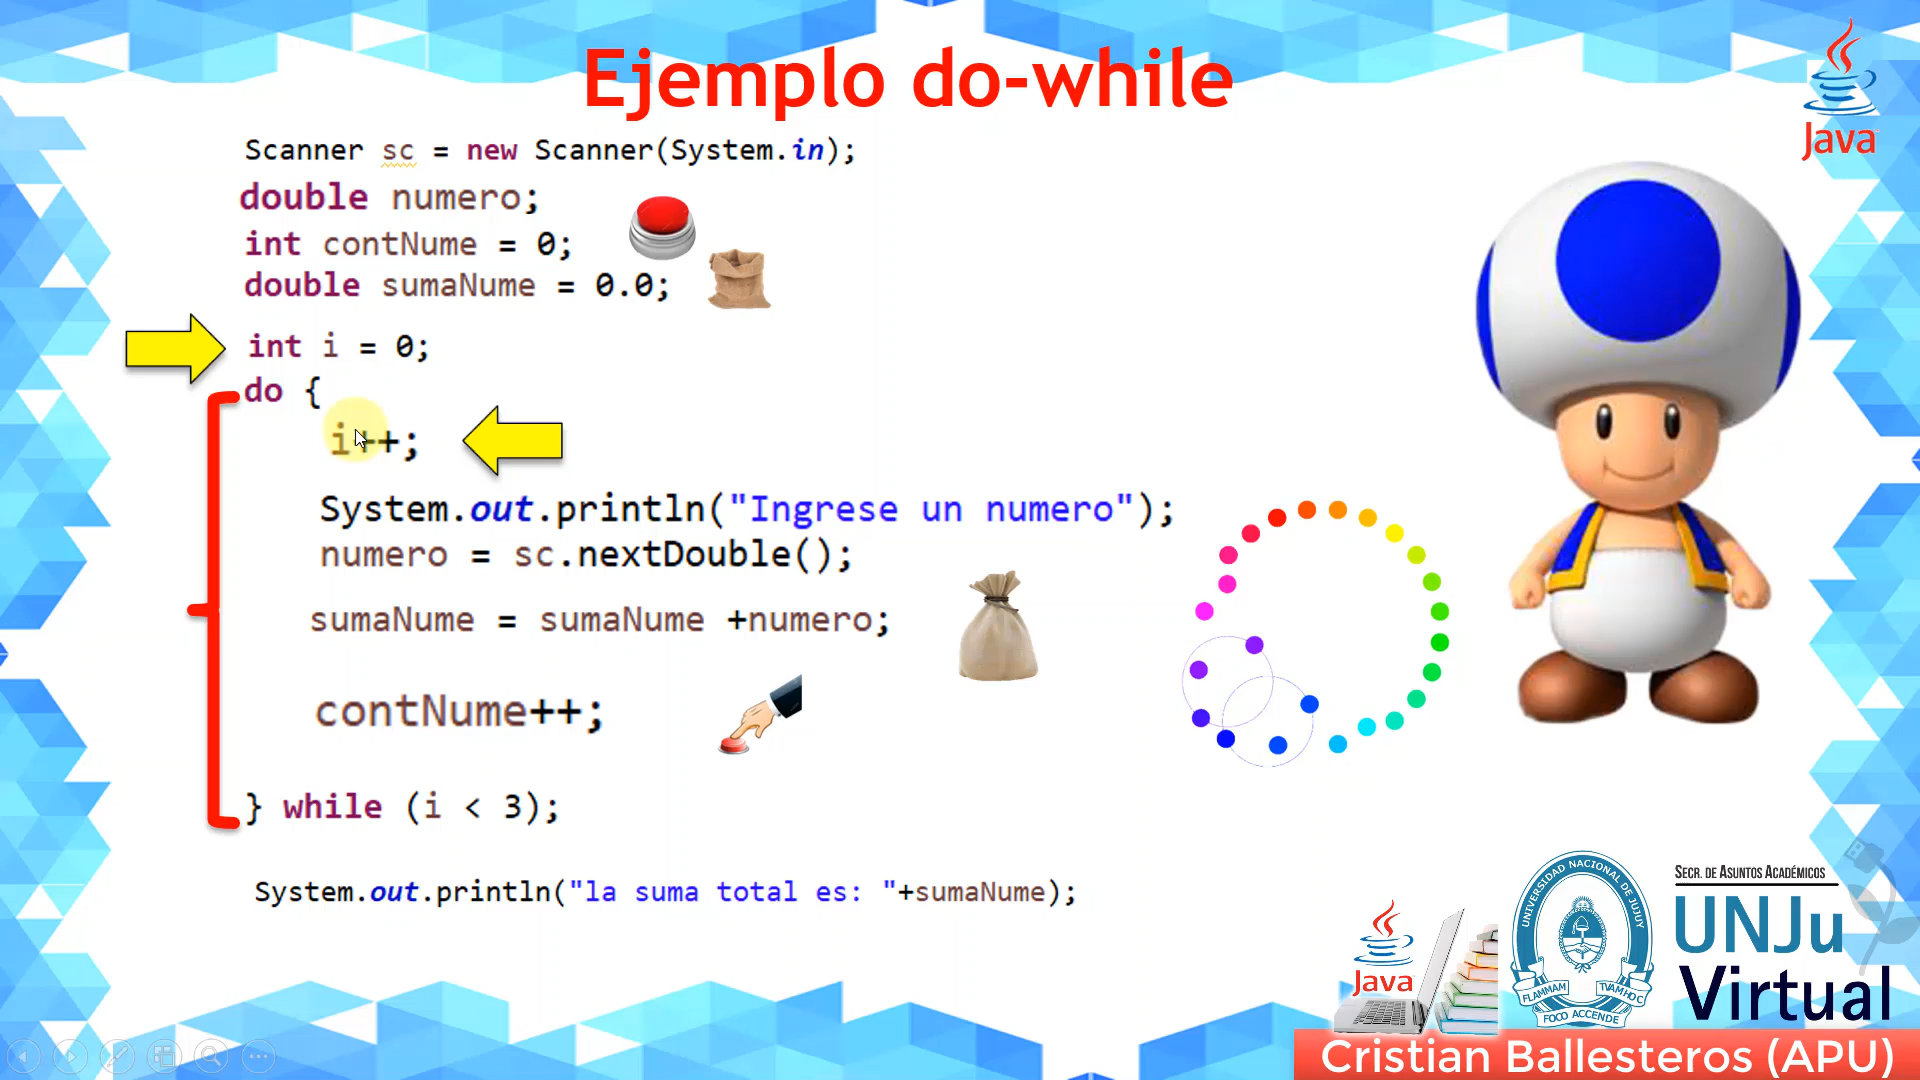 Ejemplo do-while
Java
Scanner sc = new Scanner(System.in);
double numero;
int contNume = 0;
double sumaNume = 0.0;
int i = 0;
do {
i++;
System.out.println("Ingrese un numero");
numero = sc.nextDouble();
sumaNume = sumaNume +numero;
contNume++;
} while (i < 3);
System.out.println("la suma total es: "+sumaNume);
Java
UNIVERSIDAD NACIONAL DE JUJUY
FLAMMAM TVAM HOC
FOCO ACCENDE
SECR. DE ASUNTOS ACADÉMICOS
UNJu
Virtual
Cristian Ballesteros (APU)